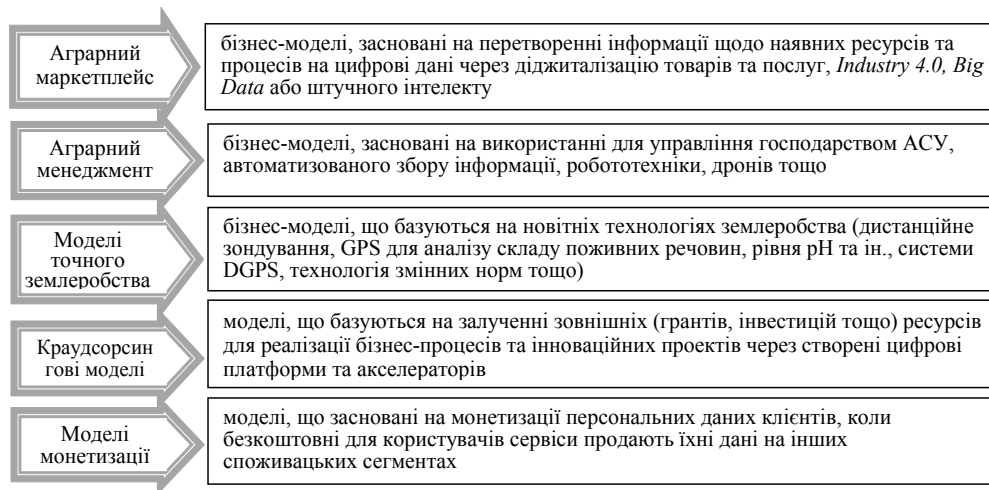 Аграрний
маркетплейс
бізнес-моделі, засновані на перетворенні інформації щодо наявних ресурсів та
процесів на цифрові дані через діджиталізацію товарів та послуг, Industry 4.0, Big
Data або штучного інтелекту
Аграрний
менеджмент
бізнес-моделі, засновані на використанні для управління господарством АСУ,
автоматизованого збору інформації, робототехніки, дронів тощо
Моделі
точного
землеробства
бізнес-моделі, що базуються на новітніх технологіях землеробства (дистанційне
зондування, GPS для аналізу складу поживних речовин, рівня pH та ін., системи
DGPS, технологія змінних норм тощо)
Краудсорсин
гові моделі
моделі, що базуються на залученні зовнішніх (грантів, інвестицій тощо) ресурсів
для реалізації бізнес-процесів та інноваційних проектів через створені цифрові
платформи та акселераторів
Моделі
монетизації
моделі, що засновані на монетизації персональних даних клієнтів, коли
безкоштовні для користувачів сервіси продають їхні дані на інших
споживацьких сегментах